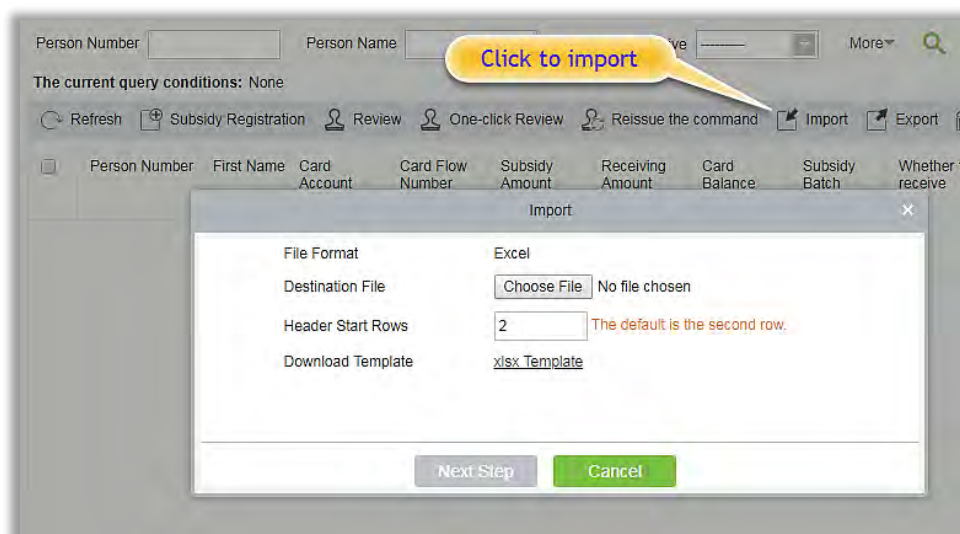 Person Number Person Name ive --------- More
Click to import
The current query conditions: None
Refresh Subsidy Registration Review One-click Review Reissue the command Import Export
Person Number First Name Card Account Card Flow Number Subsidy Amount Receiving Amount Card Balance Subsidy Batch Whether receive
Import ×
File Format Excel
Destination File Choose File No file chosen
Header Start Rows 2 The default is the second row.
Download Template xlsx Template
Next Step Cancel